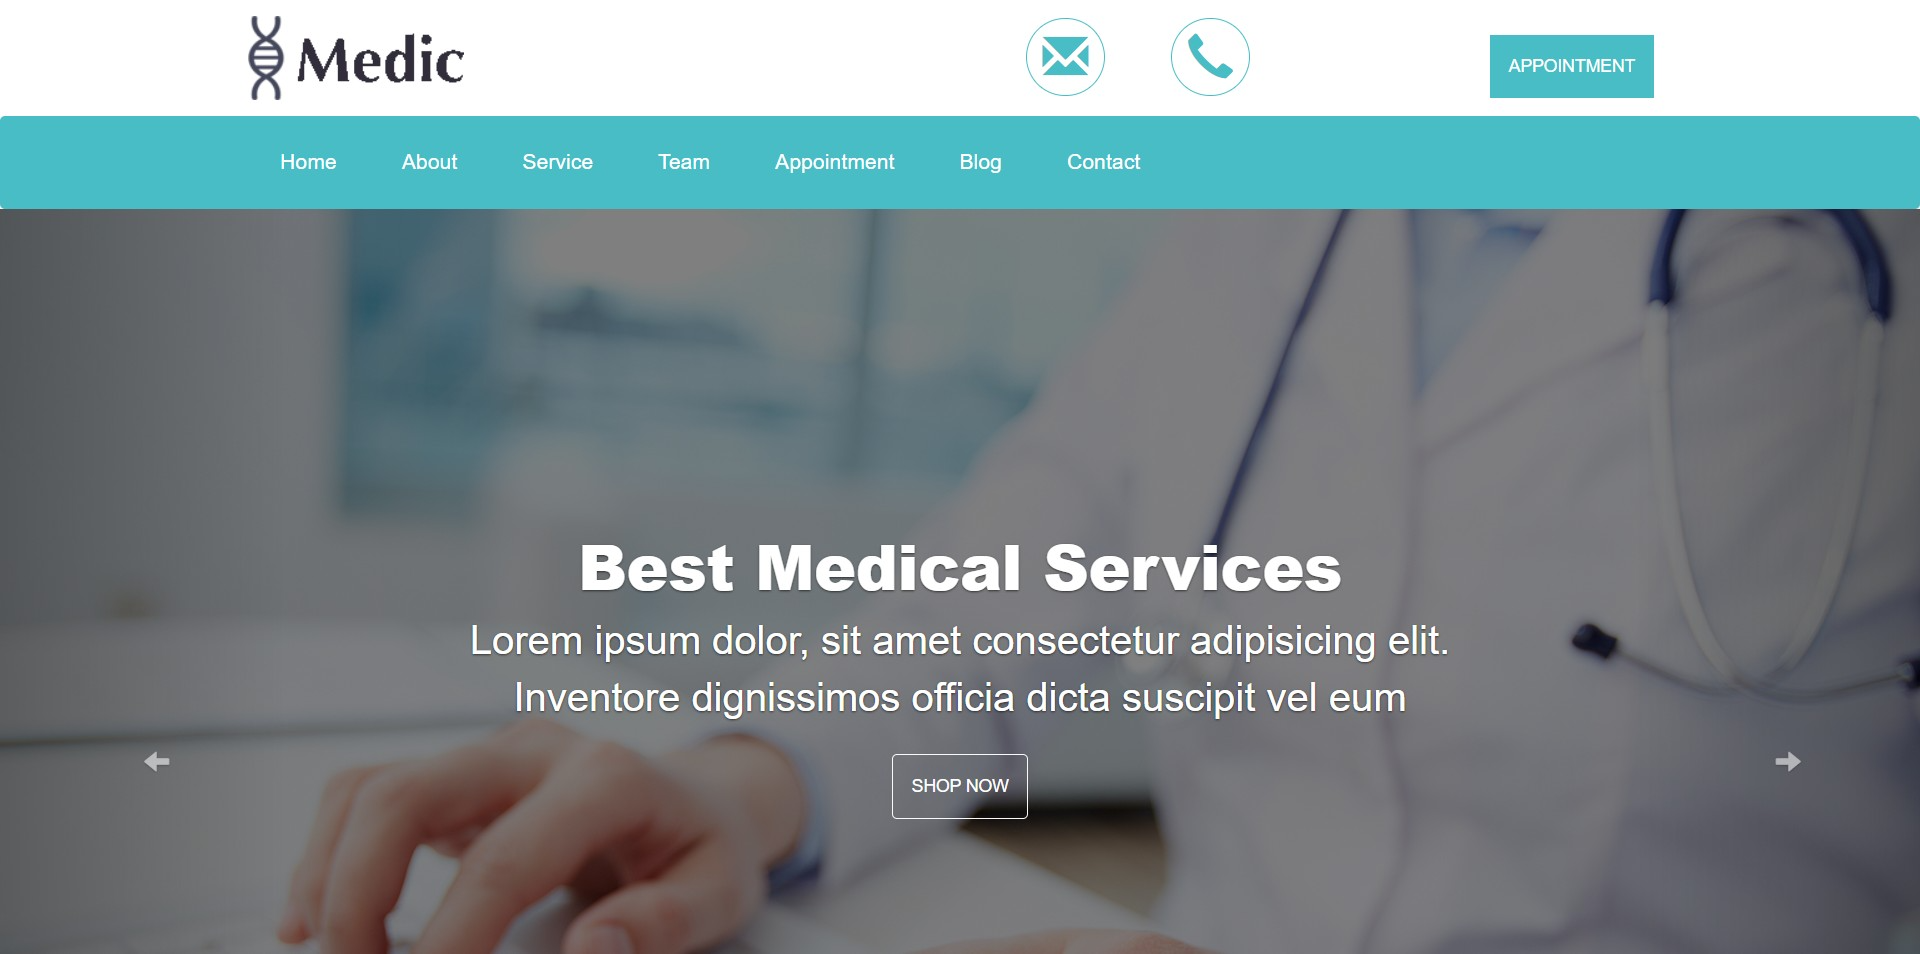 Medic
APPOINTMENT
Home About Service Team Appointment Blog Contact
Best Medical Services
Lorem ipsum dolor, sit amet consectetur adipisicing elit.
Inventore dignissimos officia dicta suscipit vel eum
SHOP NOW